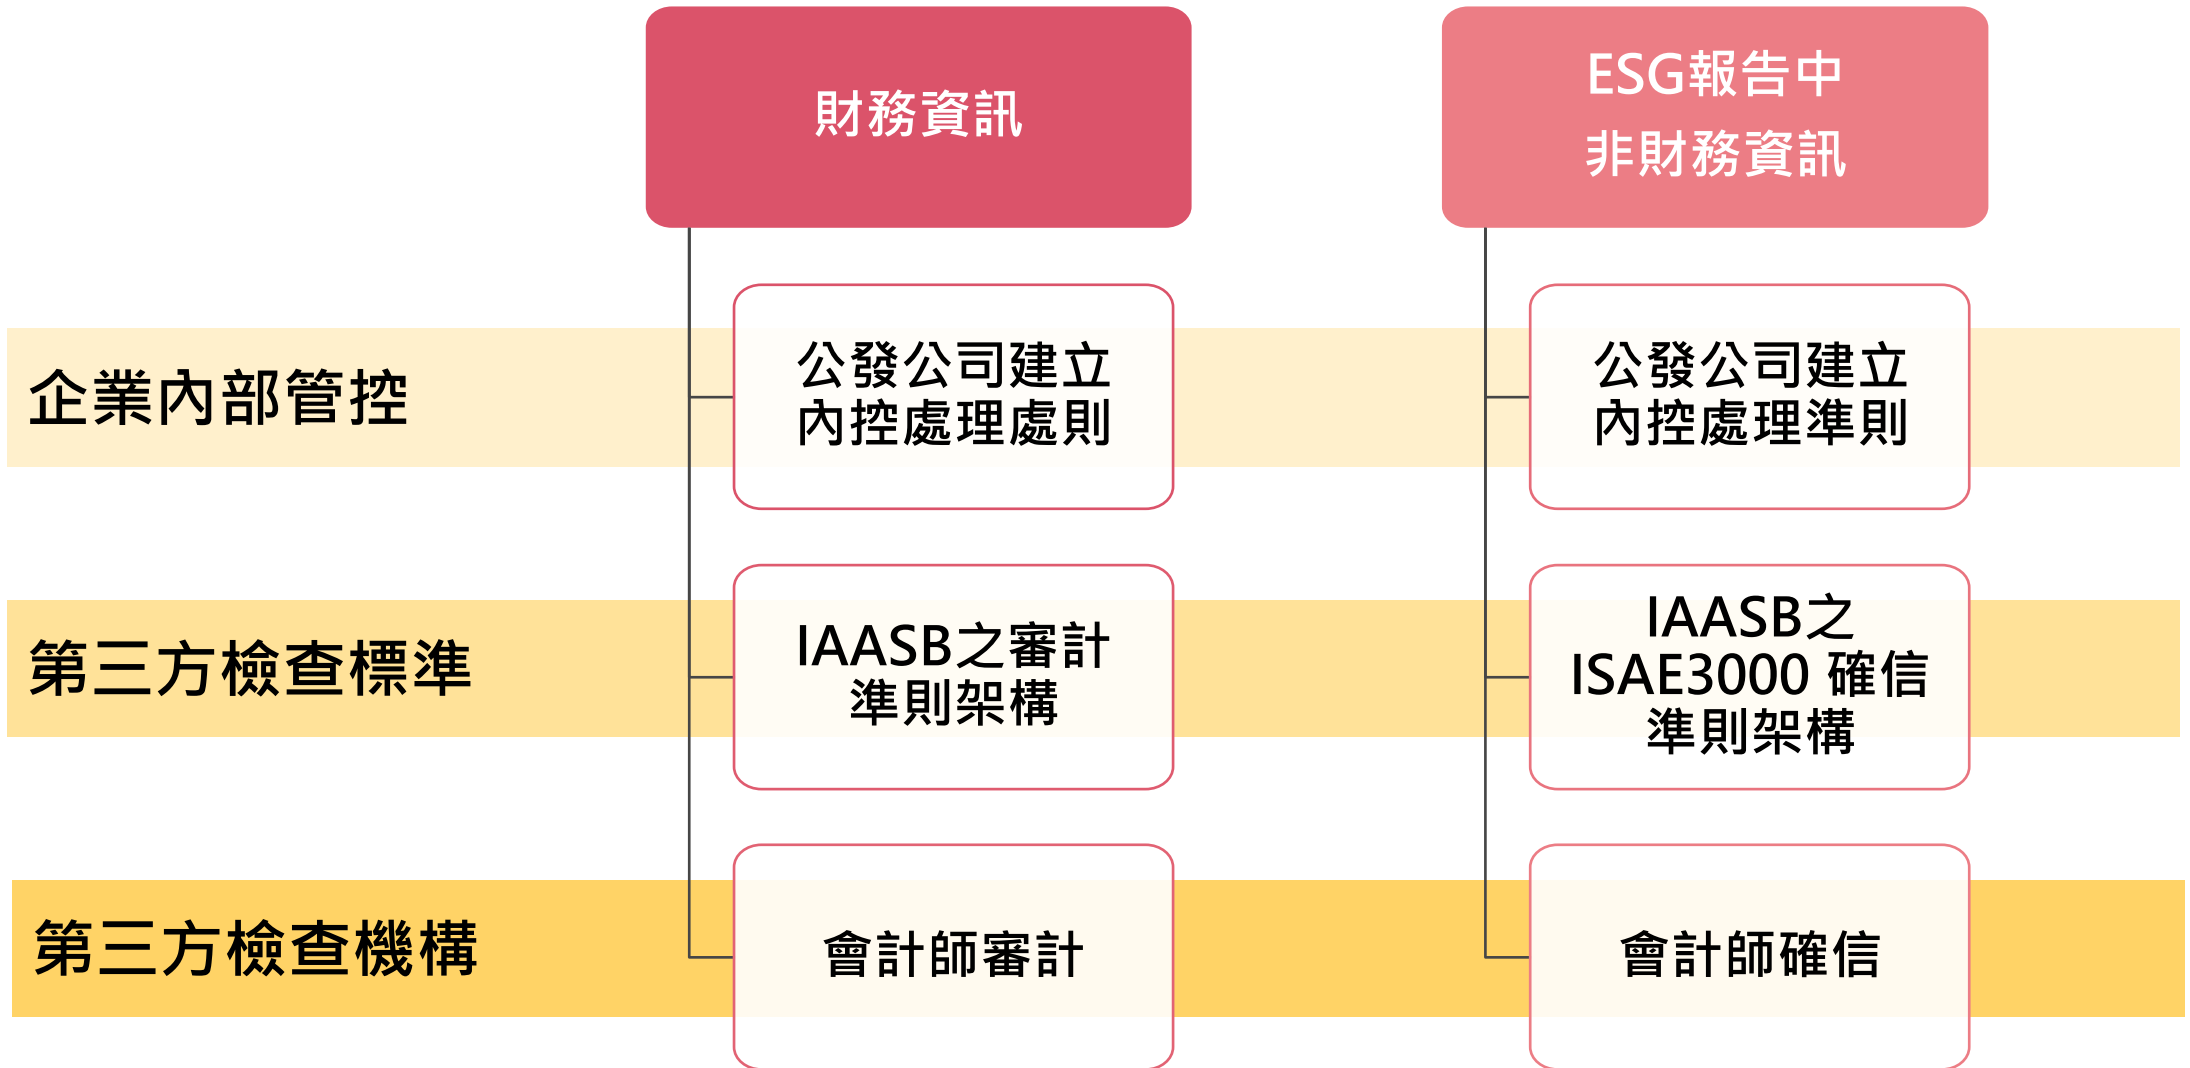 財務資訊
ESG報告中
非財務資訊
企業內部管控
公發公司建立
內控處理處則
公發公司建立
內控處理準則
第三方檢查標準
IAASB之審計
準則架構
IAASB之
ISAE3000 確信
準則架構
第三方檢查機構
會計師審計
會計師確信